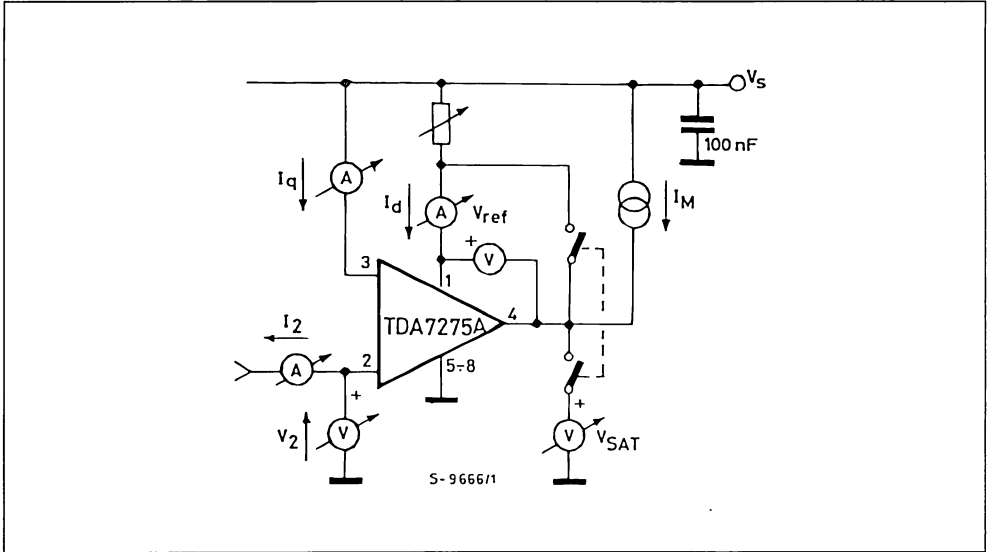 Vs
100 nF
Iq
A
Id
A
Vref
IM
+
V
3
1
TDA7275A
4
I2
2
5÷8
A
+
+
V2
V
V
VSAT
S-9666/1